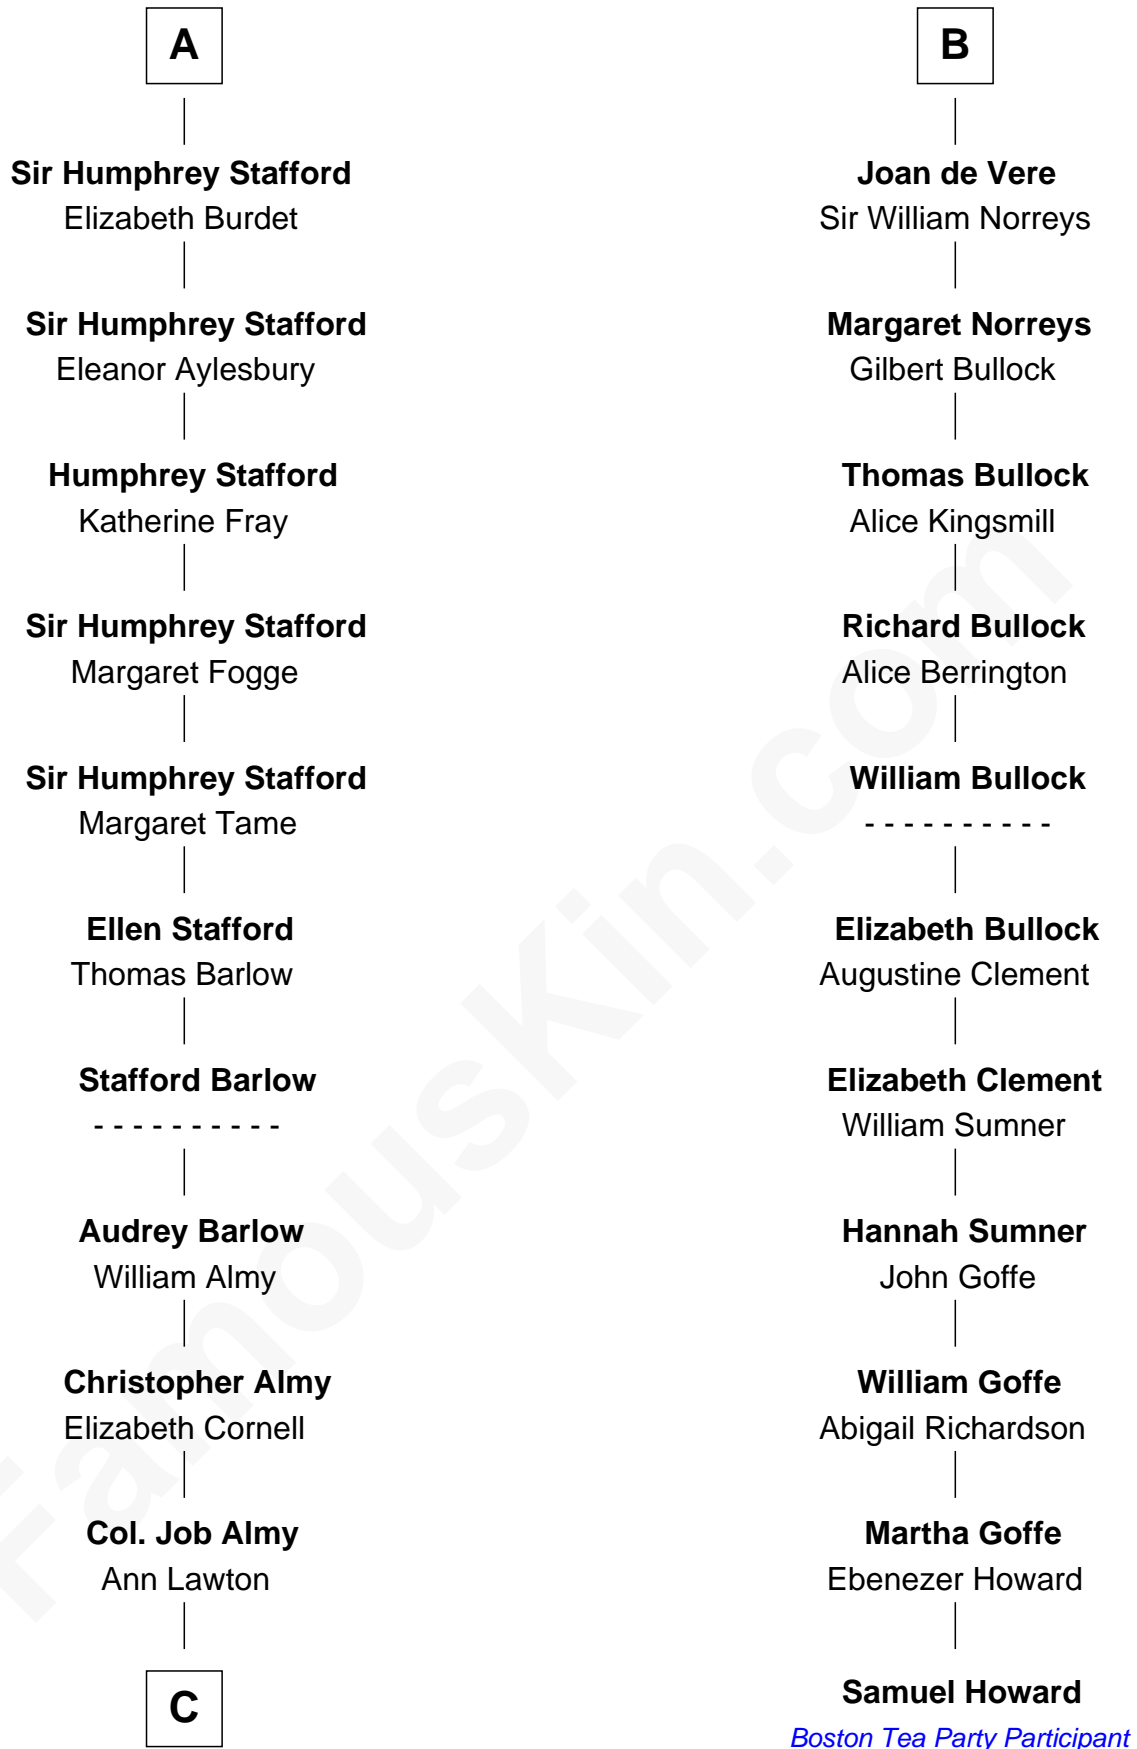 A
Sir Humphrey Stafford
Elizabeth Burdet
Sir Humphrey Stafford
Eleanor Aylesbury
Humphrey Stafford
Katherine Fray
Sir Humphrey Stafford
Margaret Fogge
Sir Humphrey Stafford
Margaret Tame
Ellen Stafford
Thomas Barlow
Stafford Barlow
- - - - - - - - - -
Audrey Barlow
William Almy
Christopher Almy
Elizabeth Cornell
Col. Job Almy
Ann Lawton
C
B
Joan de Vere
Sir William Norreys
Margaret Norreys
Gilbert Bullock
Thomas Bullock
Alice Kingsmill
Richard Bullock
Alice Berrington
William Bullock
- - - - - - - - - -
Elizabeth Bullock
Augustine Clement
Elizabeth Clement
William Sumner
Hannah Sumner
John Goffe
William Goffe
Abigail Richardson
Martha Goffe
Ebenezer Howard
Samuel Howard
Boston Tea Party Participant
FamousKin.com